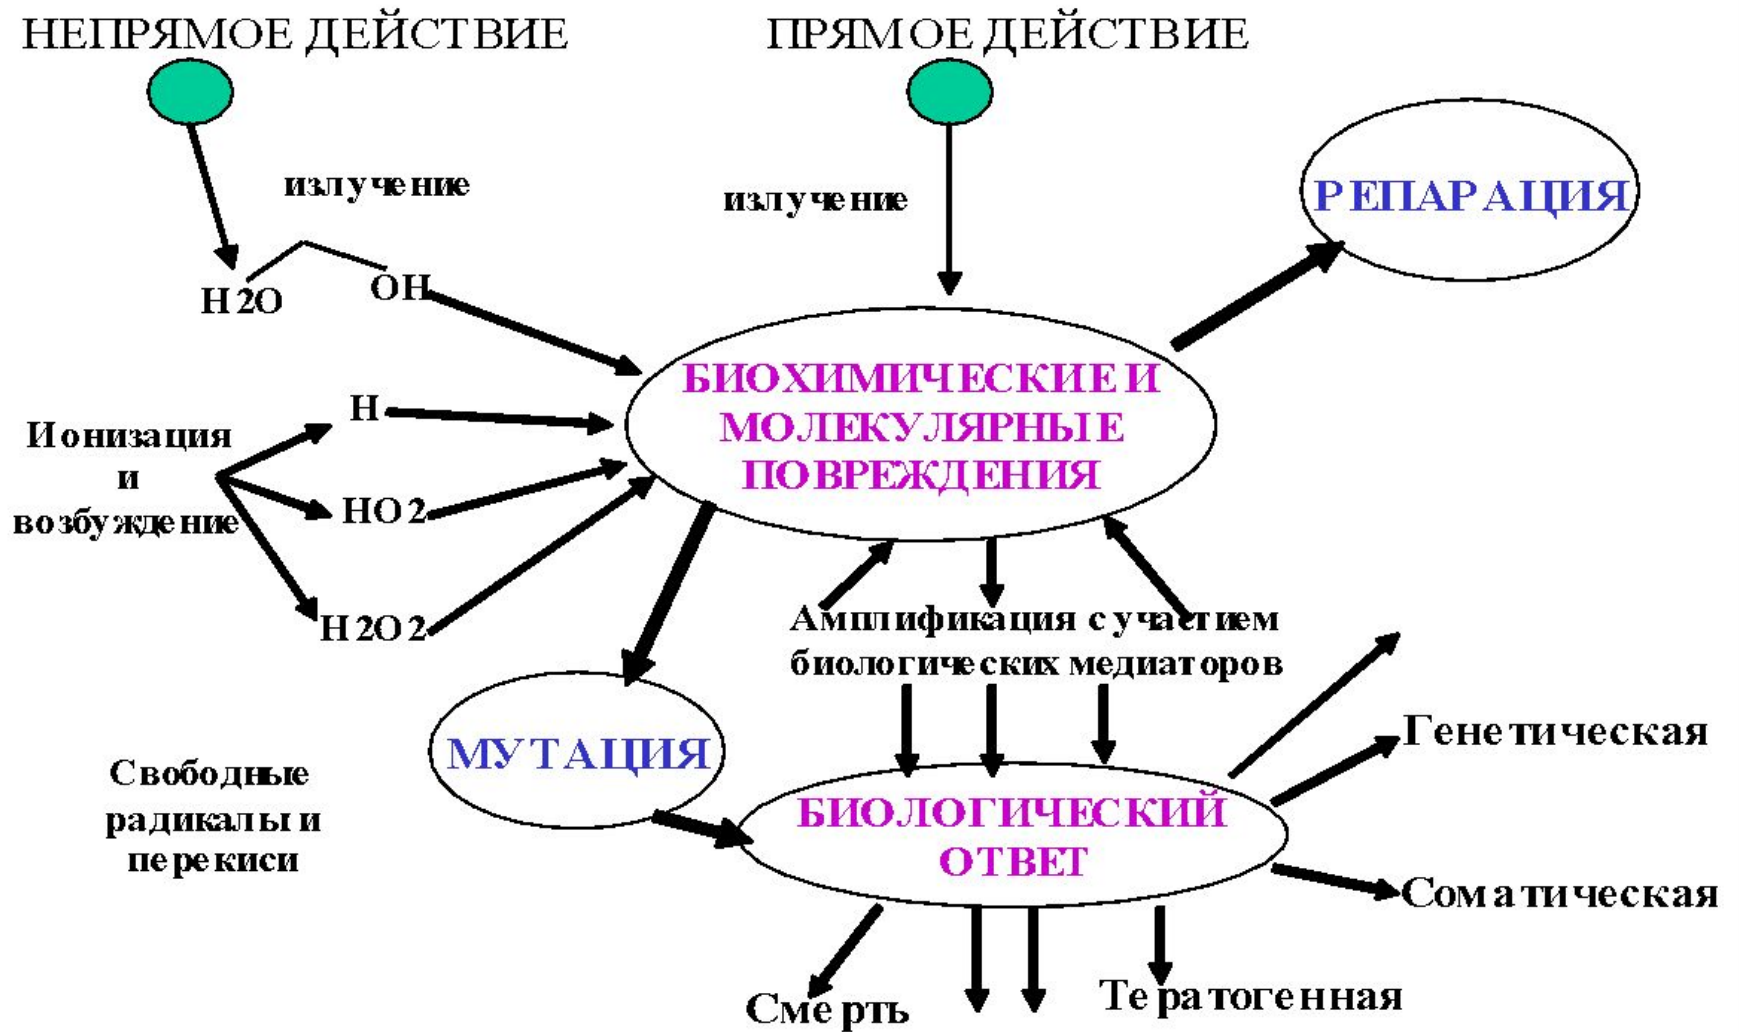 НЕПРЯМОЕ ДЕЙСТВИЕ
ПРЯМОЕ ДЕЙСТВИЕ
излучение
излучение
РЕПАРАЦИЯ
H2O
OH
БИОХИМИЧЕСКИЕ И
МОЛЕКУЛЯРНЫЕ
ПОВРЕЖДЕНИЯ
Ионизация
и
возбуждение
H
HO2
H2O2
Амплификация с участием
биологических медиаторов
МУТАЦИЯ
Свободные
радикалы и
перекиси
БИОЛОГИЧЕСКИЙ
ОТВЕТ
Генетическая
Соматическая
Смерть
Тератогенная